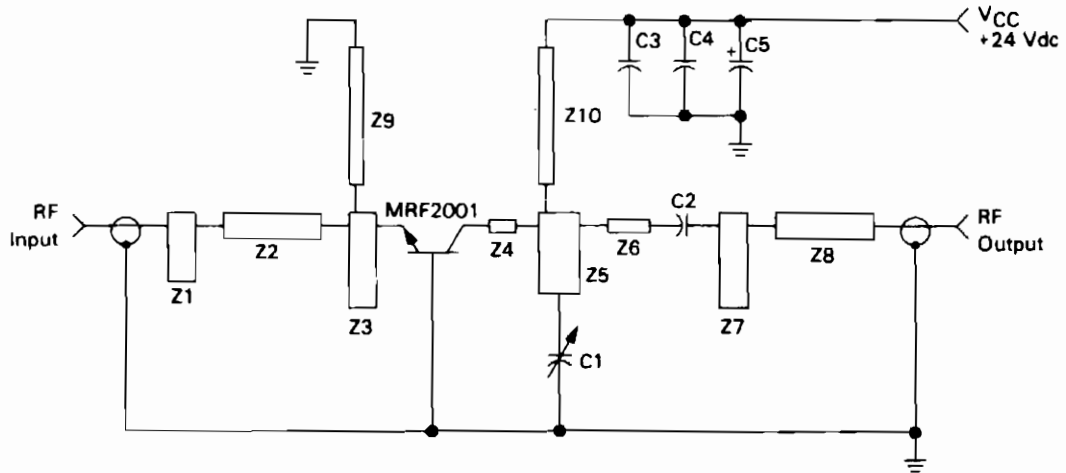 VCC
+24 Vdc
C3
C4
+
C5
Z9
Z10
RF
Input
MRF2001
C2
RF
Output
Z1
Z2
Z3
Z4
Z5
Z6
Z7
Z8
C1